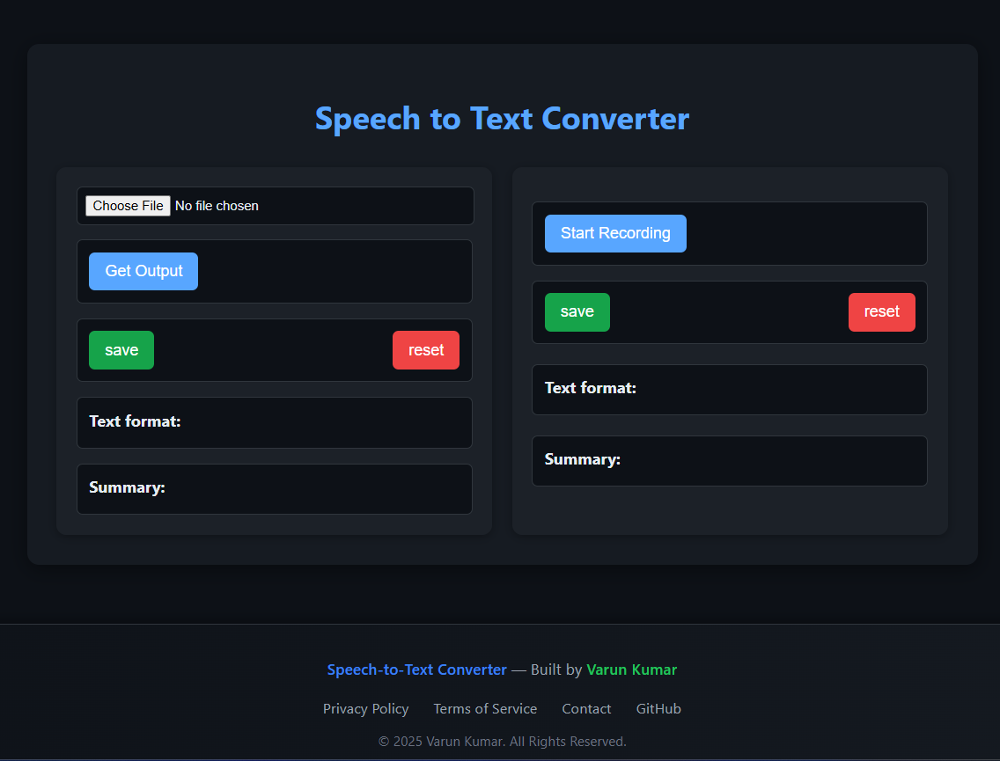 Speech to Text Converter
Choose File No file chosen
Get Output
save reset
Text format:
Summary:
Start Recording
save reset
Text format:
Summary:
Speech-to-Text Converter — Built by Varun Kumar
Privacy Policy Terms of Service Contact GitHub
© 2025 Varun Kumar. All Rights Reserved.